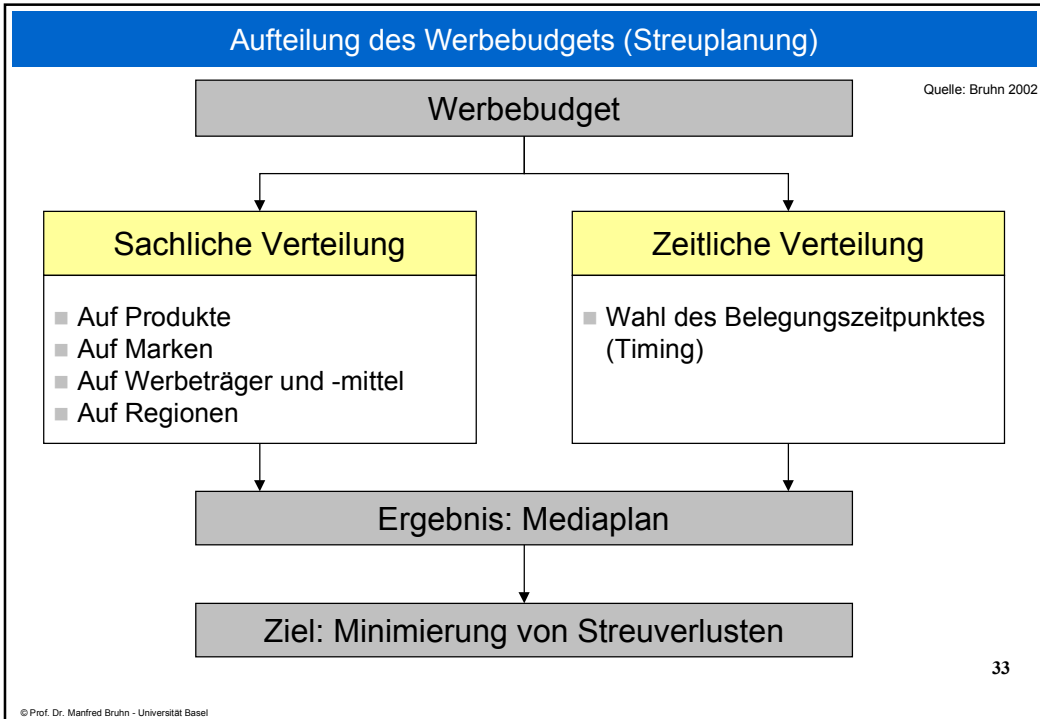 Aufteilung des Werbebudgets (Streuplanung)
Quelle: Bruhn 2002
Werbebudget
Sachliche Verteilung
Auf Produkte
Auf Marken
Auf Werbeträger und -mittel
Auf Regionen
Zeitliche Verteilung
Wahl des Belegungszeitpunktes
(Timing)
Ergebnis: Mediaplan
Ziel: Minimierung von Streuverlusten
33
© Prof. Dr. Manfred Bruhn - Universität Basel